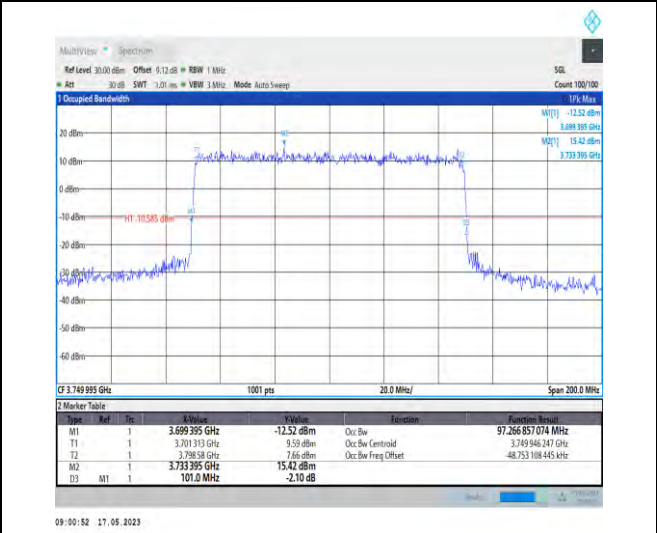 MultiView Spectrum
Ref Level 30.00 dBm Offset 9.12 dB RBW 1 MHz SGL
Att 30 dB SWT 1.01 ms VBW 3 MHz Mode Auto Sweep Count 100/100
1 Occupied Bandwidth 1Pk Max
M1[1] -12.52 dBm
3.699 395 GHz
M2[1] 15.42 dBm
3.733 395 GHz
M2
20 dBm
T1 T2
10 dBm
0 dBm
M1
-10 dBm H1 -10.585 dBm
D3
-20 dBm
-30 dBm
-40 dBm
-50 dBm
-60 dBm
CF 3.749 995 GHz 1001 pts 20.0 MHz/ Span 200.0 MHz
2 Marker Table
Type Ref Trc X-Value Y-Value Function Function Result
M1 1 3.699 395 GHz -12.52 dBm Occ Bw 97.266 857 074 MHz
T1 1 3.701 313 GHz 9.59 dBm Occ Bw Centroid 3.749 946 247 GHz
T2 1 3.798 58 GHz 7.66 dBm Occ Bw Freq Offset -48.753 108 445 kHz
M2 1 3.733 395 GHz 15.42 dBm
D3 M1 1 101.0 MHz -2.10 dB
09:00:52 17.05.2023